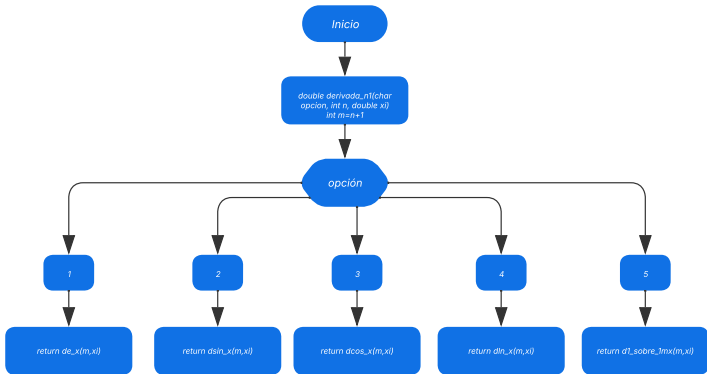 Inicio
double derivada_n1(char
opcion, int n, double xi)
int m=n+1
opción
1
2
3
4
5
return de_x(m,xi)
return dsin_x(m,xi)
return dcos_x(m,xi)
return dln_x(m,xi)
return d1_sobre_1mx(m,xi)